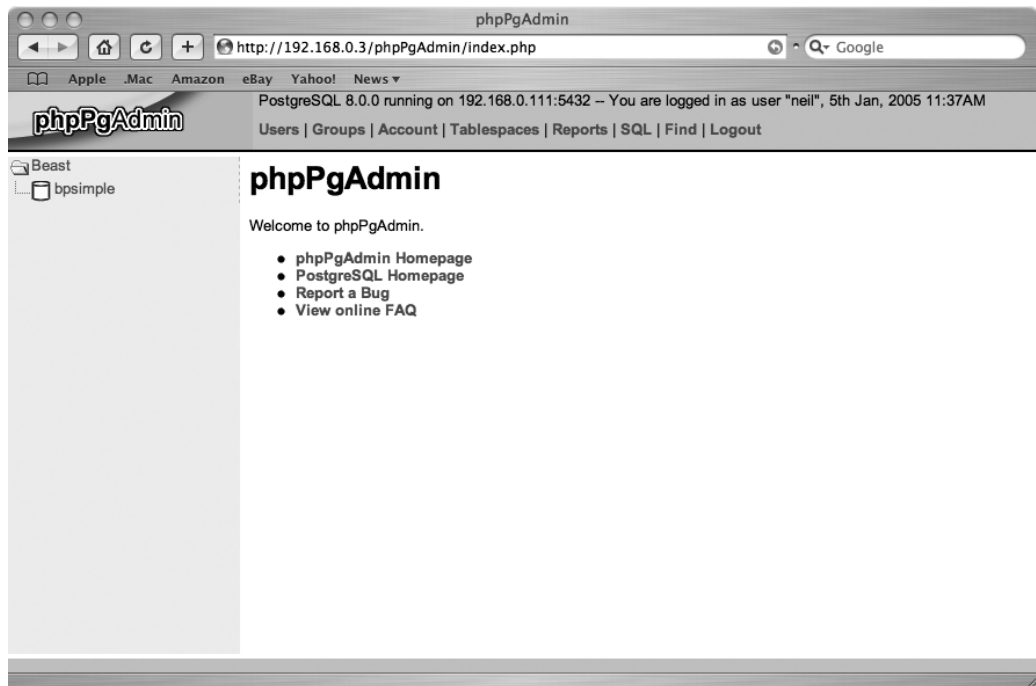 phpPgAdmin
http://192.168.0.3/phpPgAdmin/index.php
Google
Apple .Mac Amazon eBay Yahoo! News
phpPgAdmin
PostgreSQL 8.0.0 running on 192.168.0.111:5432 -- You are logged in as user "neil", 5th Jan, 2005 11:37AM
Users | Groups | Account | Tablespaces | Reports | SQL | Find | Logout
Beast
bpsimple
phpPgAdmin
Welcome to phpPgAdmin.
phpPgAdmin Homepage
PostgreSQL Homepage
Report a Bug
View online FAQ